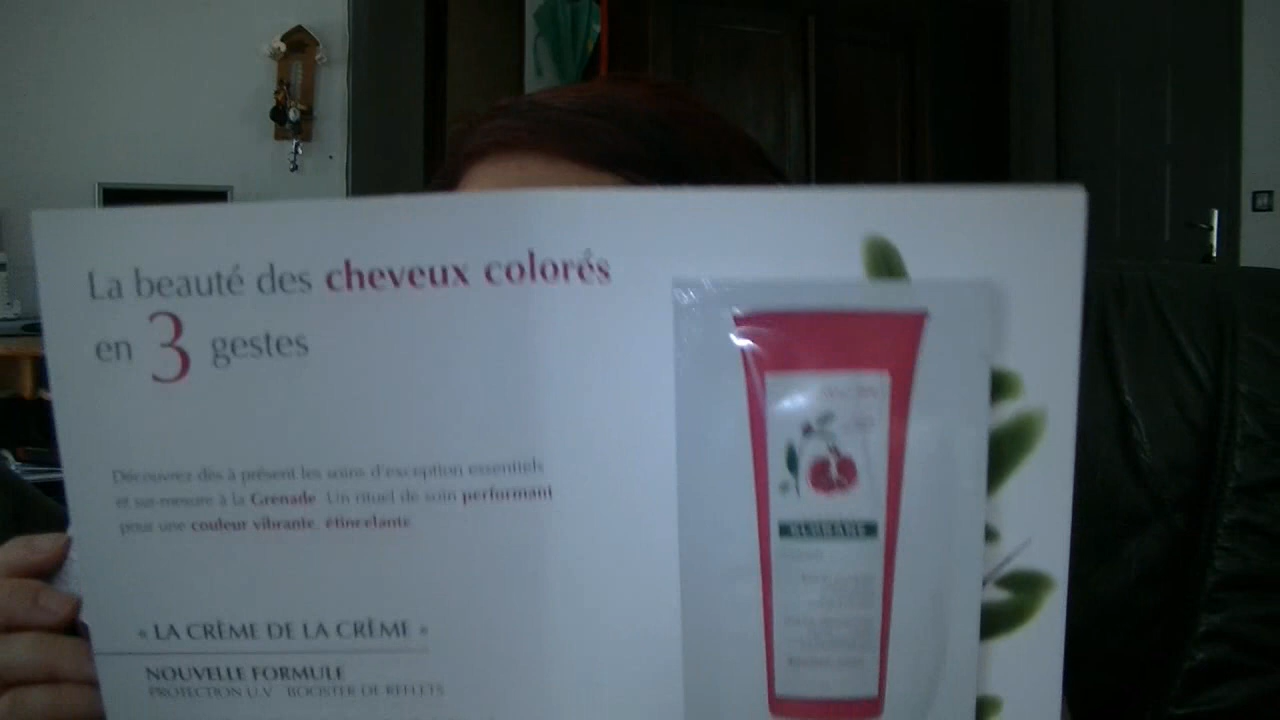 La beauté des cheveux colorés
en 3 gestes
Découvrez dès à présent les soins d'exception essentiels
et sur-mesure à la Grenade. Un rituel de soin performant
pour une couleur vibrante, étincelante.
« LA CRÈME DE LA CRÈME »
NOUVELLE FORMULE
PROTECTION U.V BOOSTER DE REFLETS
KLORANE